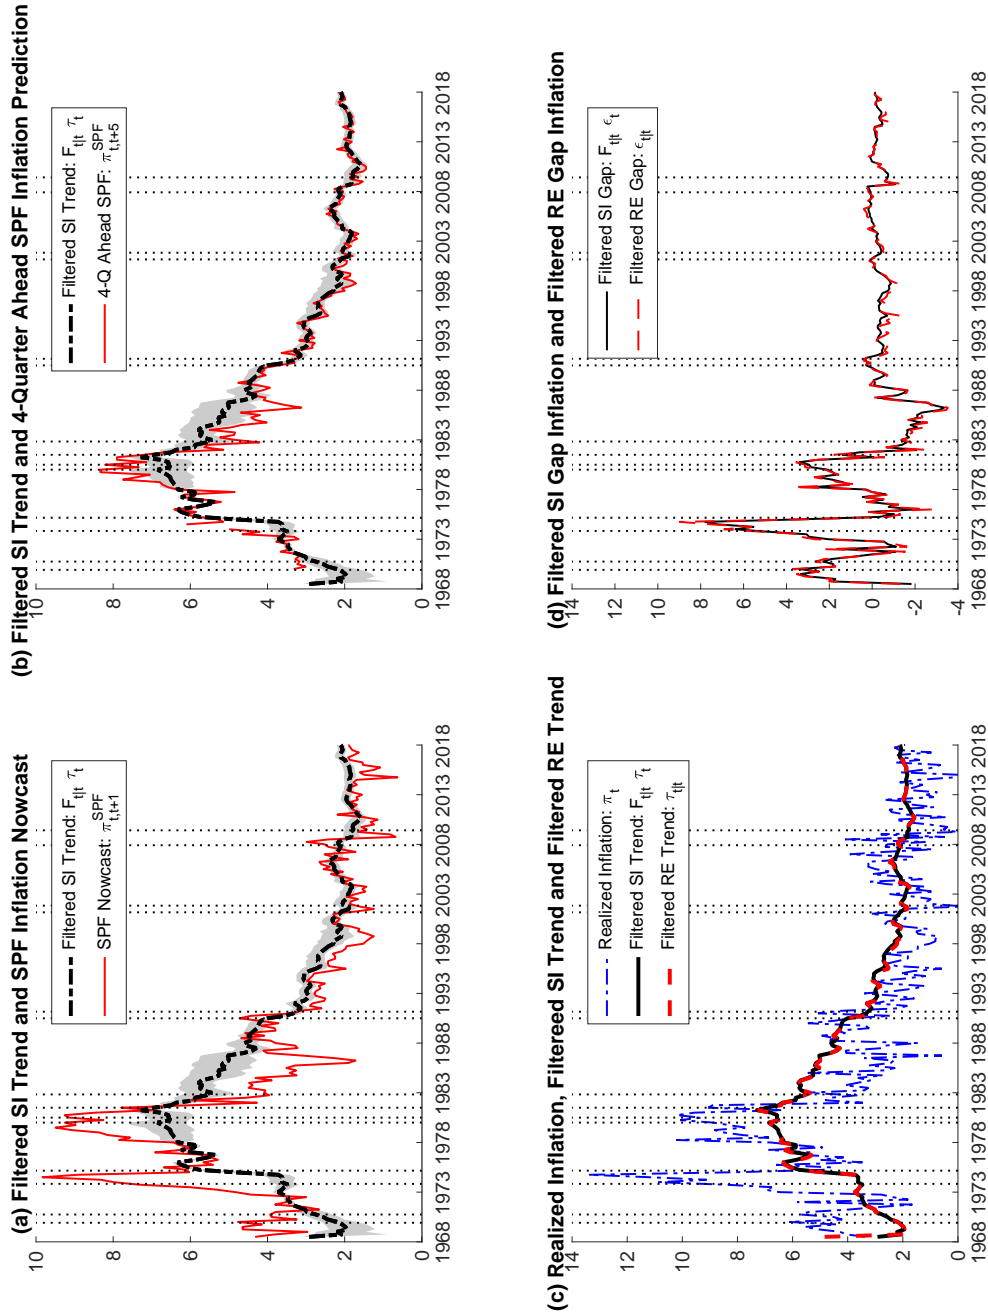 (a) Filtered SI Trend and SPF Inflation Nowcast
10
8
6
4
2
0
1968 1973 1978 1983 1988 1993 1998 2003 2008 2013 2018
Filtered SI Trend: F_{t|t} τ_t
SPF Nowcast: π_{t,t+1}^{SPF}
(b) Filtered SI Trend and 4-Quarter Ahead SPF Inflation Prediction
10
8
6
4
2
0
1968 1973 1978 1983 1988 1993 1998 2003 2008 2013 2018
Filtered SI Trend: F_{t|t} τ_t
4-Q Ahead SPF: π_{t,t+5}^{SPF}
(c) Realized Inflation, Filtereed SI Trend and Filtered RE Trend
14
10
8
6
4
2
0
1968 1973 1978 1983 1988 1993 1998 2003 2008 2013 2018
Realized Inflation: π_t
Filtered SI Trend: F_{t|t} τ_t
Filtered RE Trend: τ_{t|t}
(d) Filtered SI Gap Inflation and Filtered RE Gap Inflation
14
10
8
6
4
2
0
-2
-4
1968 1973 1978 1983 1988 1993 1998 2003 2008 2013 2018
Filtered SI Gap: F_{t|t} ϵ_t
Filtered RE Gap: ϵ_{t|t}